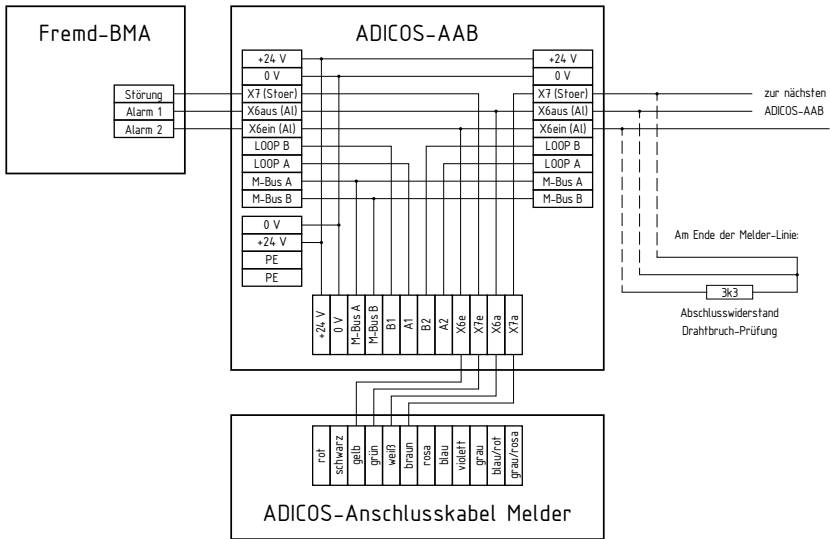 Fremd-BMA
ADICOS-AAB
+24 V
0 V
X7 (Stoer)
X6aus (Al)
X6ein (Al)
LOOP B
LOOP A
M-Bus A
M-Bus B
Störung
Alarm 1
Alarm 2
+24 V
0 V
X7 (Stoer)
X6aus (Al)
X6ein (Al)
LOOP B
LOOP A
M-Bus A
M-Bus B
zur nächsten
ADICOS-AAB
0 V
+24 V
PE
PE
Am Ende der Melder-Linie:
3k3
Abschlusswiderstand
Drahtbruch-Prüfung
+24 V
0 V
M-Bus A
M-Bus B
B1
A1
B2
A2
X6e
X7e
X6a
X7a
rot
schwarz
gelb
grün
weiß
braun
rosa
blau
violett
grau
blau/rot
grau/rosa
ADICOS-Anschlusskabel Melder